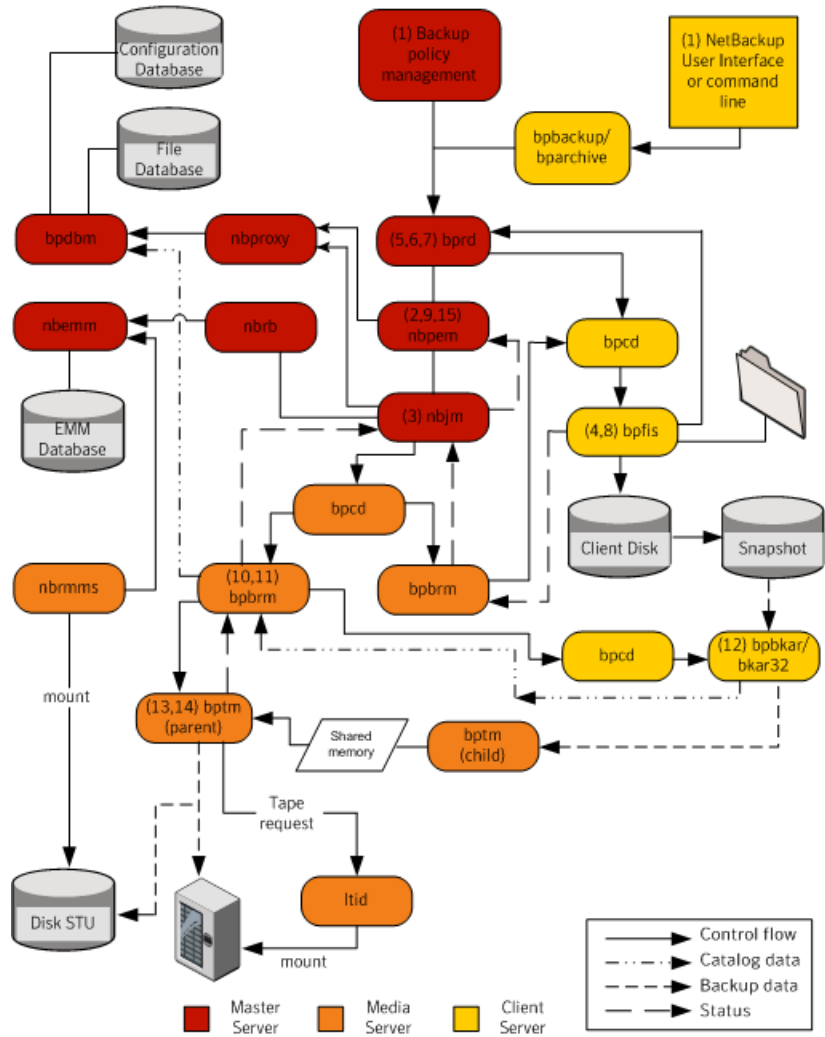 (1) Backup
policy
management
(1) NetBackup
User Interface
or command
line
Configuration
Database
File
Database
bpbackup/
bparchive
bpdbm
nbproxy
(5,6,7) bprd
nbemm
nbrb
(2,9,15)
nbpem
bpcd
EMM
Database
(3) nbjm
(4,8) bpfis
bpcd
Client Disk
Snapshot
nbrmms
(10,11)
bpbrm
bpbrm
bpcd
(12) bpbkar/
bkar32
mount
(13,14) bptm
(parent)
Shared
memory
bptm
(child)
Tape
request
Disk STU
ltid
mount
Control flow
Catalog data
Backup data
Status
Master
Server
Media
Server
Client
Server